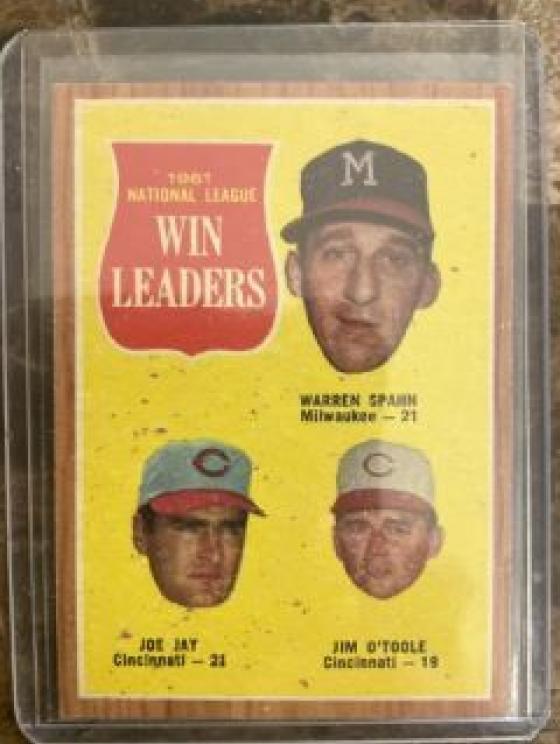 1961
NATIONAL LEAGUE
WIN
LEADERS
M
WARREN SPAHN
Milwaukee — 21
C
C
JOE JAY
Cincinnati — 21
JIM O'TOOLE
Cincinnati — 19